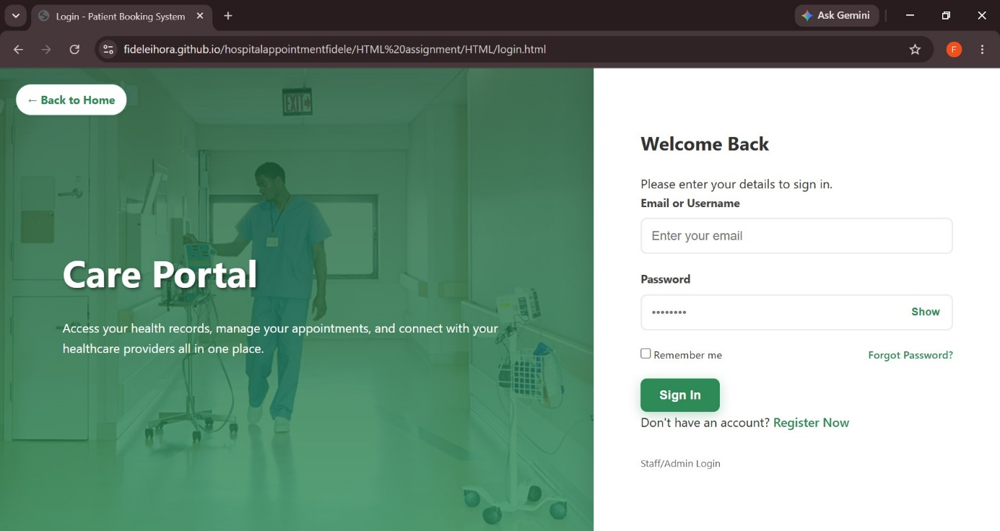 Login - Patient Booking System
Ask Gemini
fideleihora.github.io/hospitalappointmentfidele/HTML%20assignment/HTML/login.html
F
← Back to Home
EXIT
Care Portal
Access your health records, manage your appointments, and connect with your
healthcare providers all in one place.
Welcome Back
Please enter your details to sign in.
Email or Username
Enter your email
Password
••••••••
Show
Remember me
Forgot Password?
Sign In
Don't have an account? Register Now
Staff/Admin Login